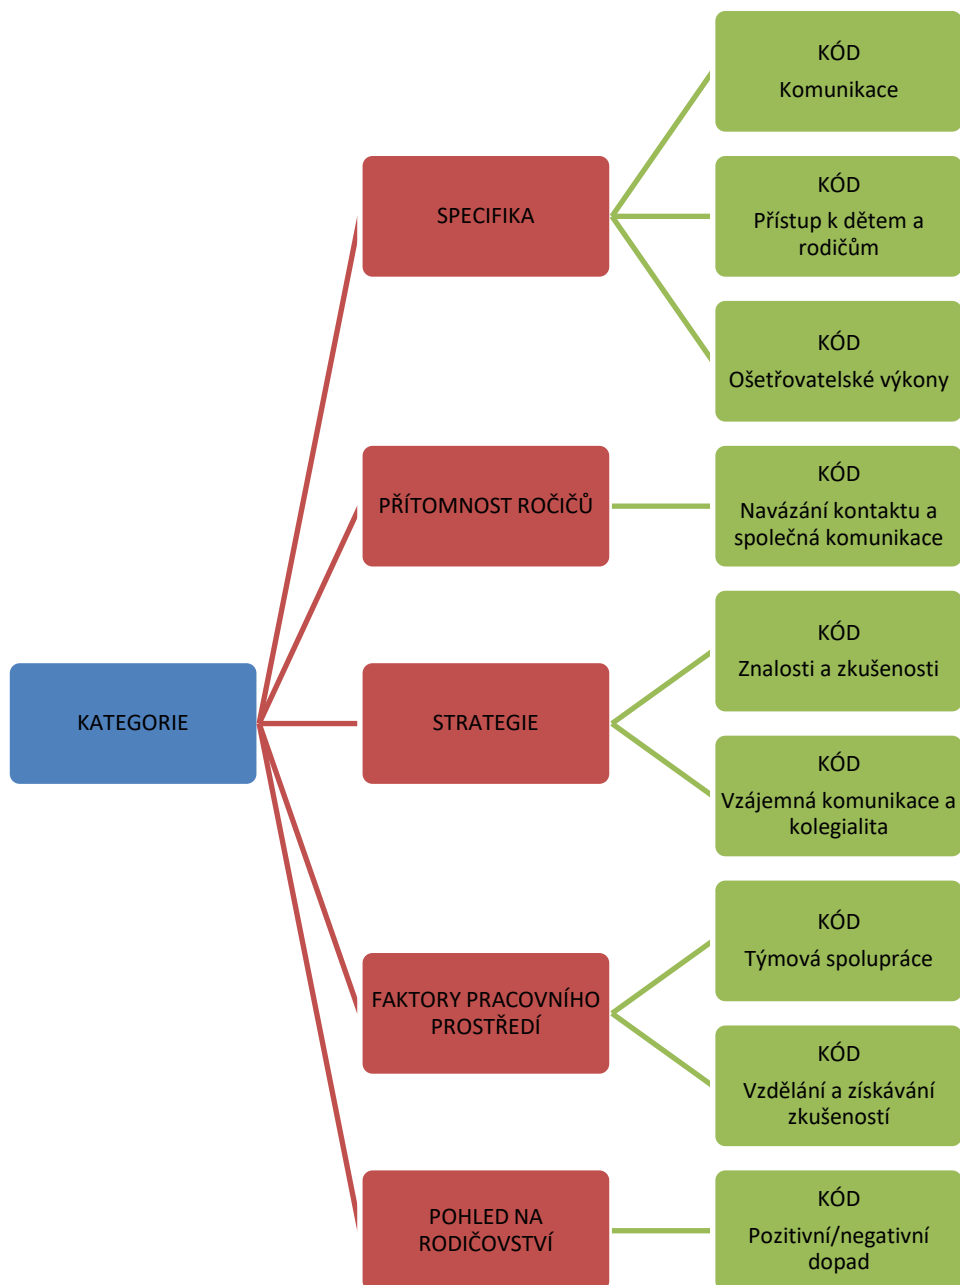 KÓD
Komunikace
SPECIFIKA
KÓD
Přístup k dětem a
rodičům
KÓD
Ošetřovatelské výkony
PŘÍTOMNOST ROČIČŮ
KÓD
Navázání kontaktu a
společná komunikace
KATEGORIE
STRATEGIE
KÓD
Znalosti a zkušenosti
KÓD
Vzájemná komunikace a
kolegialita
FAKTORY PRACOVNÍHO
PROSTŘEDÍ
KÓD
Týmová spolupráce
KÓD
Vzdělání a získávání
zkušeností
POHLED NA
RODIČOVSTVÍ
KÓD
Pozitivní/negativní
dopad